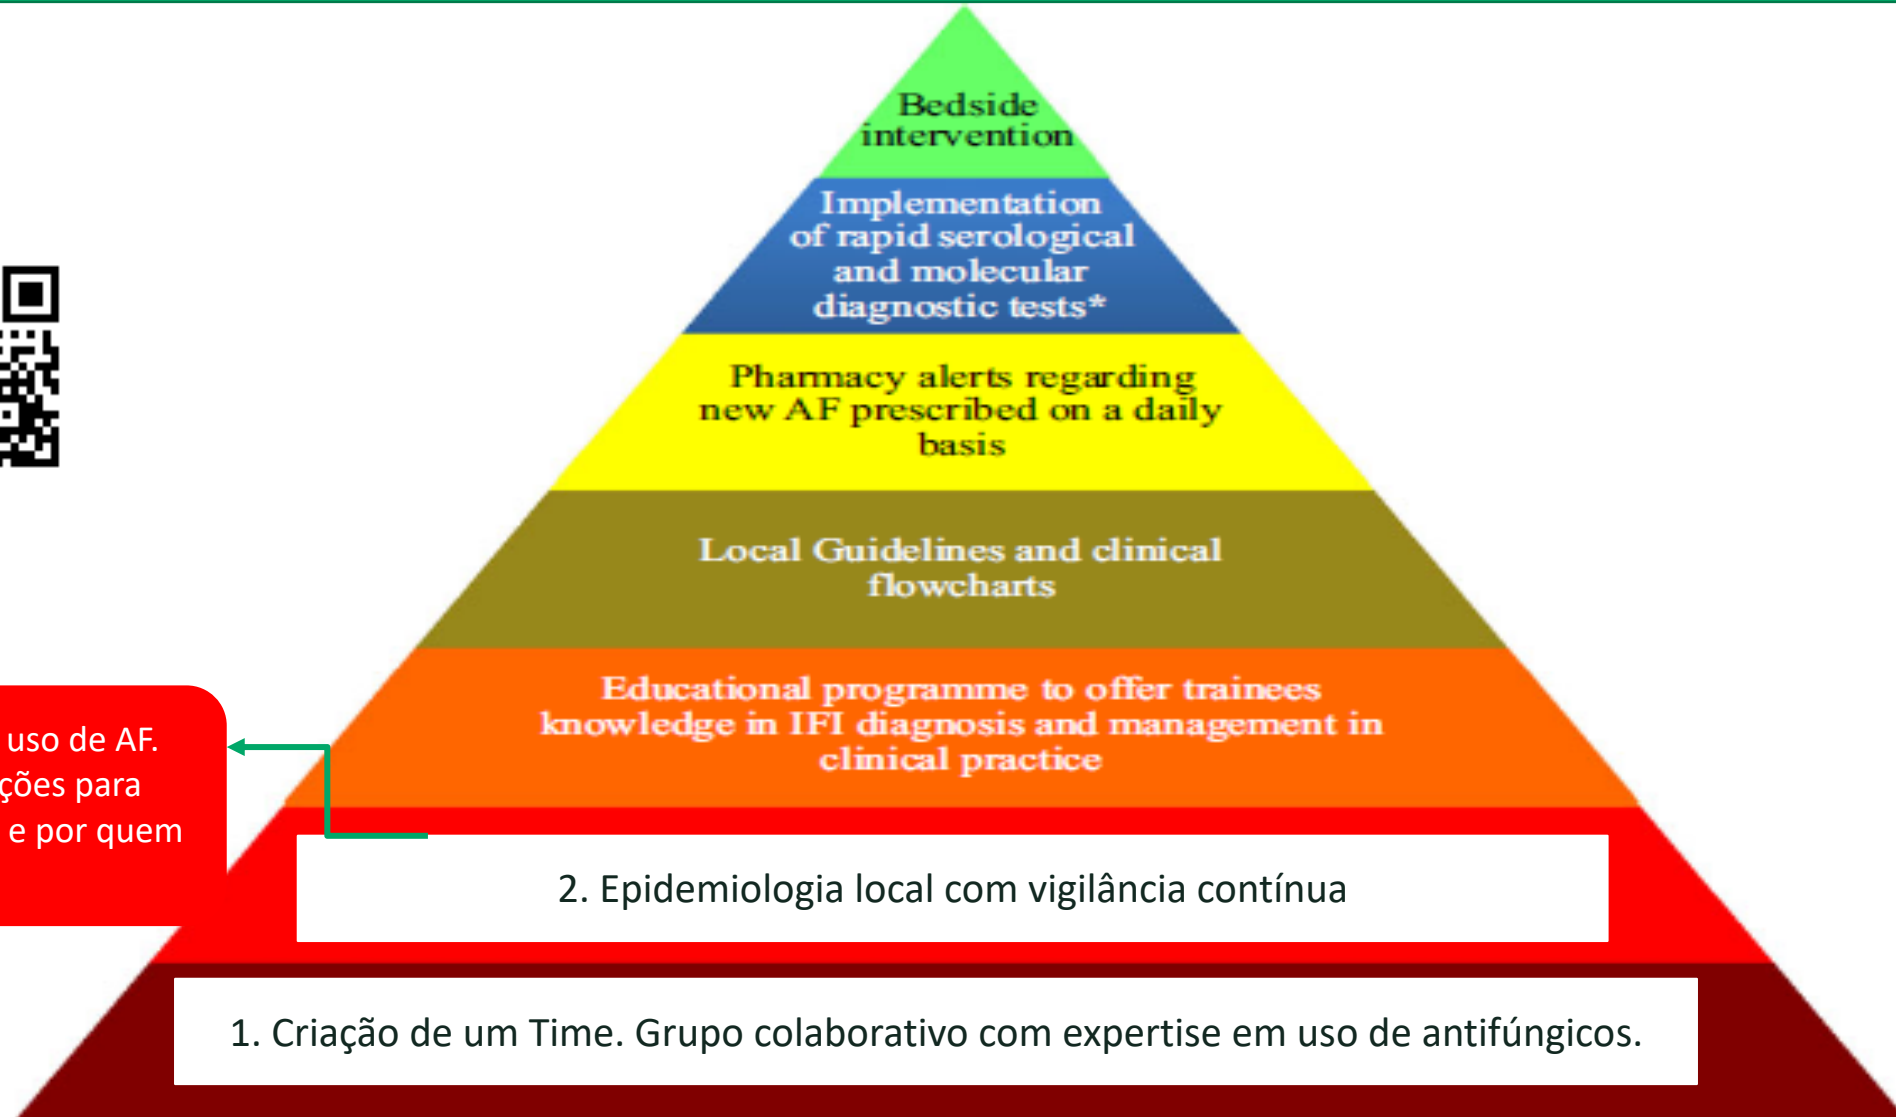 Bedside
intervention
Implementation
of rapid serological
and molecular
diagnostic tests*
Pharmacy alerts regarding
new AF prescribed on a daily
basis
Local Guidelines and clinical
flowcharts
Educational programme to offer trainees
knowledge in IFI diagnosis and management in
clinical practice
uso de AF.
ções para
e por quem
2. Epidemiologia local com vigilância contínua
1. Criação de um Time. Grupo colaborativo com expertise em uso de antifúngicos.